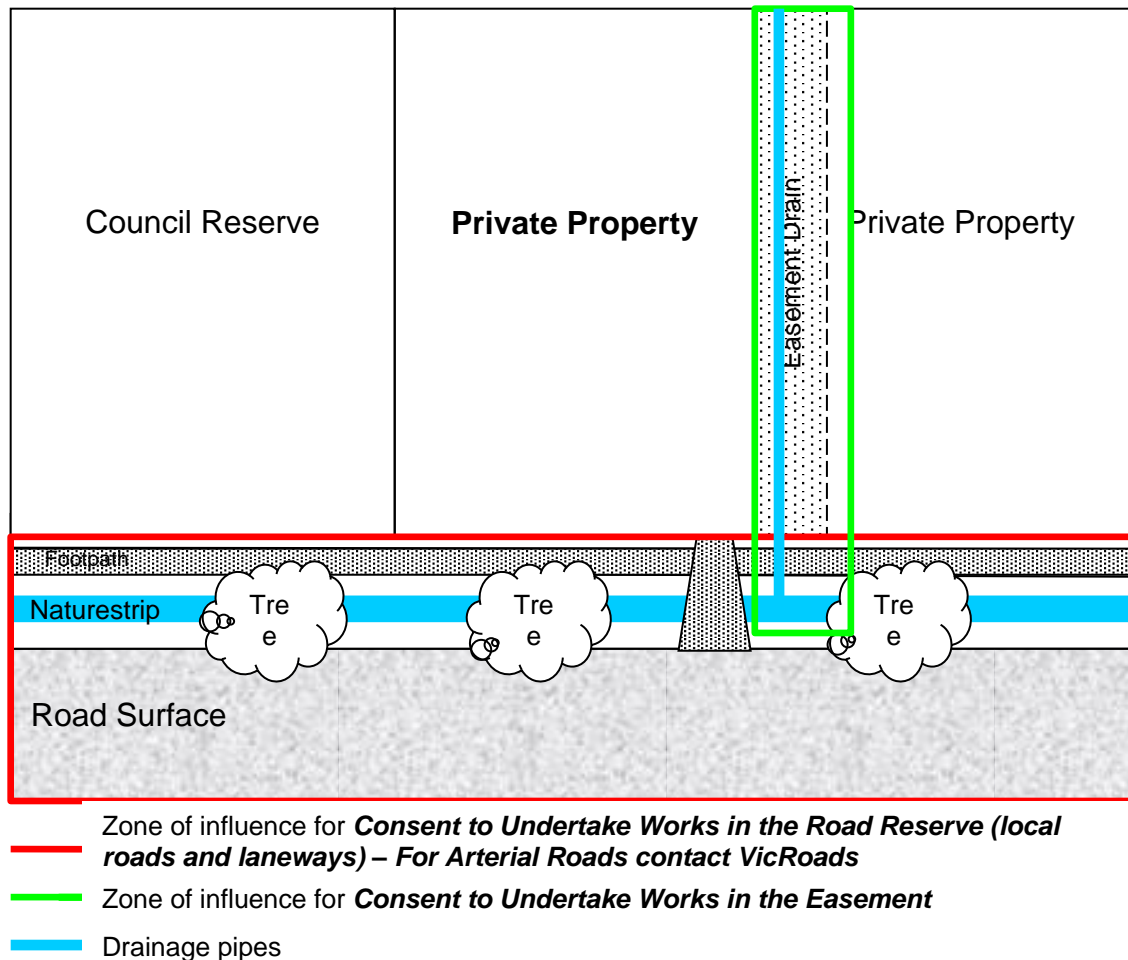 Council Reserve
Private Property
Easement Drain
Private Property
Footpath
Naturestrip
Tre
e
Tre
e
Tre
e
Road Surface
Zone of influence for Consent to Undertake Works in the Road Reserve (local
roads and laneways) – For Arterial Roads contact VicRoads
Zone of influence for Consent to Undertake Works in the Easement
Drainage pipes